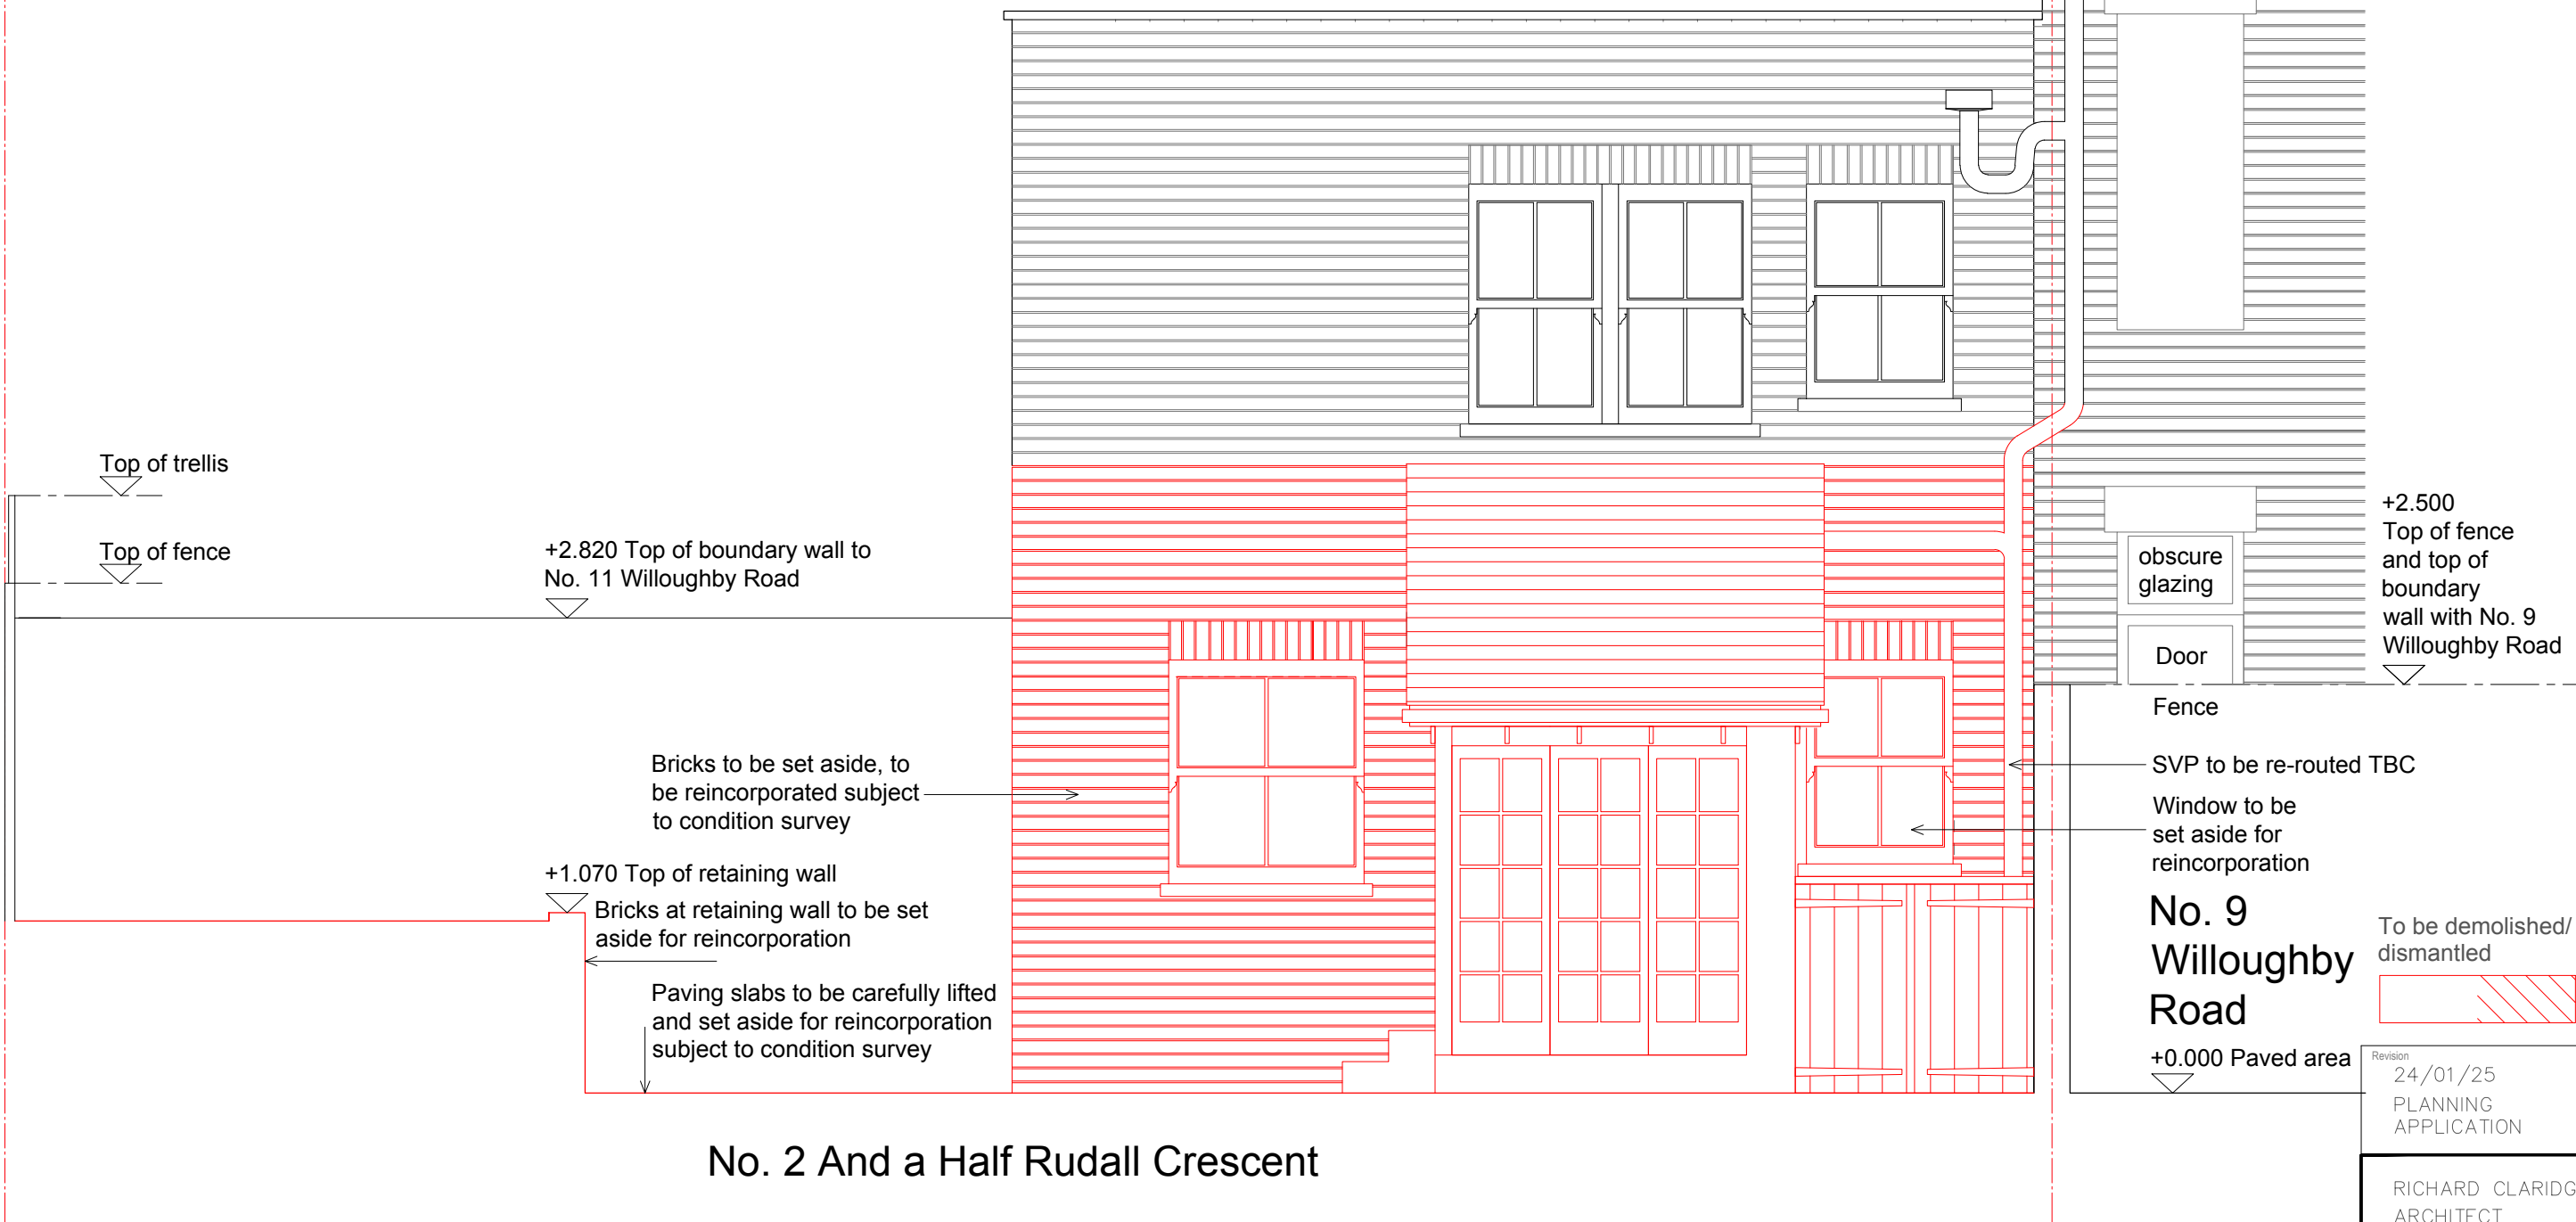 Top of trellis
Top of fence
+2.820 Top of boundary wall to
No. 11 Willoughby Road
Bricks to be set aside, to
be reincorporated subject
to condition survey
+1.070 Top of retaining wall
Bricks at retaining wall to be set
aside for reincorporation
Paving slabs to be carefully lifted
and set aside for reincorporation
subject to condition survey
No. 2 And a Half Rudall Crescent
obscure
glazing
Door
+2.500
Top of fence
and top of
boundary
wall with No. 9
Willoughby Road
Fence
SVP to be re-routed TBC
Window to be
set aside for
reincorporation
No. 9
Willoughby
Road
+0.000 Paved area
To be demolished/
dismantled
Revision
24/01/25
PLANNING
APPLICATION
RICHARD CLARIDG
ARCHITECT